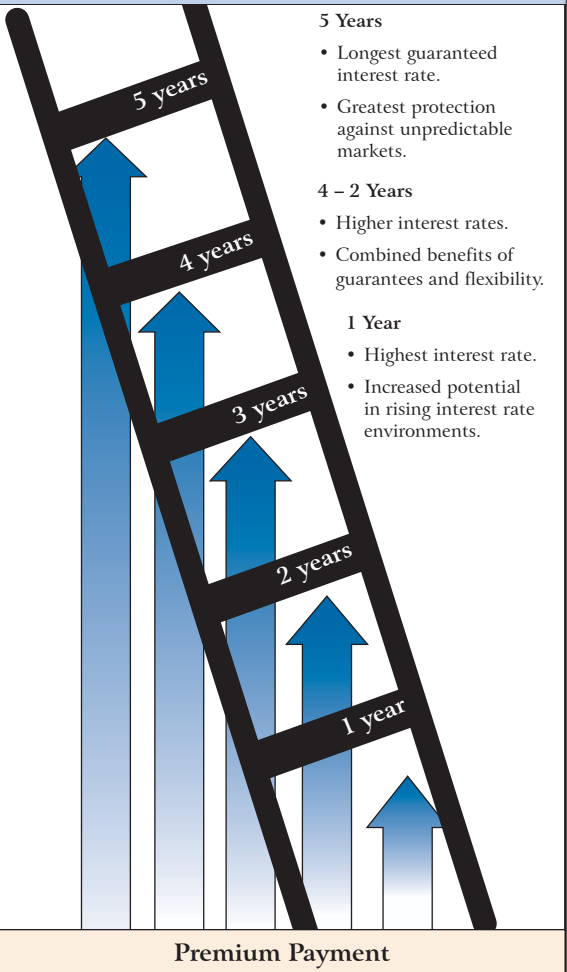 5 Years
• Longest guaranteed
interest rate.
• Greatest protection
against unpredictable
markets.
4 – 2 Years
• Higher interest rates.
• Combined benefits of
guarantees and flexibility.
1 Year
• Highest interest rate.
• Increased potential
in rising interest rate
environments.
5 years
4 years
3 years
2 years
1 year
Premium Payment